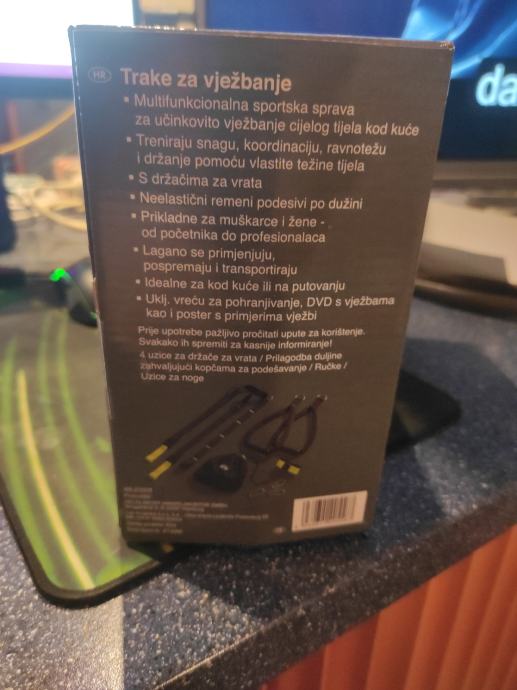 HR Trake za vježbanje
▪ Multifunkcionalna sportska sprava
za učinkovito vježbanje cijelog tijela kod kuće
▪ Treniraju snagu, koordinaciju, ravnotežu
i držanje pomoću vlastite težine tijela
▪ S držačima za vrata
▪ Neelastični remeni podesivi po dužini
▪ Prikladne za muškarce i žene -
od početnika do profesionalaca
▪ Lagano se primjenjuju,
pospremaju i transportiraju
▪ Idealne za kod kuće ili na putovanju
▪ Uklj. vreću za pohranjivanje, DVD s vježbama
kao i poster s primjerima vježbi
Prije upotrebe pažljivo pročitati upute za korištenje.
Svakako ih spremiti za kasnije informiranje!
4 uzice za držače za vrata / Prilagodba duljine
zahvaljujući kopčama za podešavanje / Ručke /
Uzice za noge
da